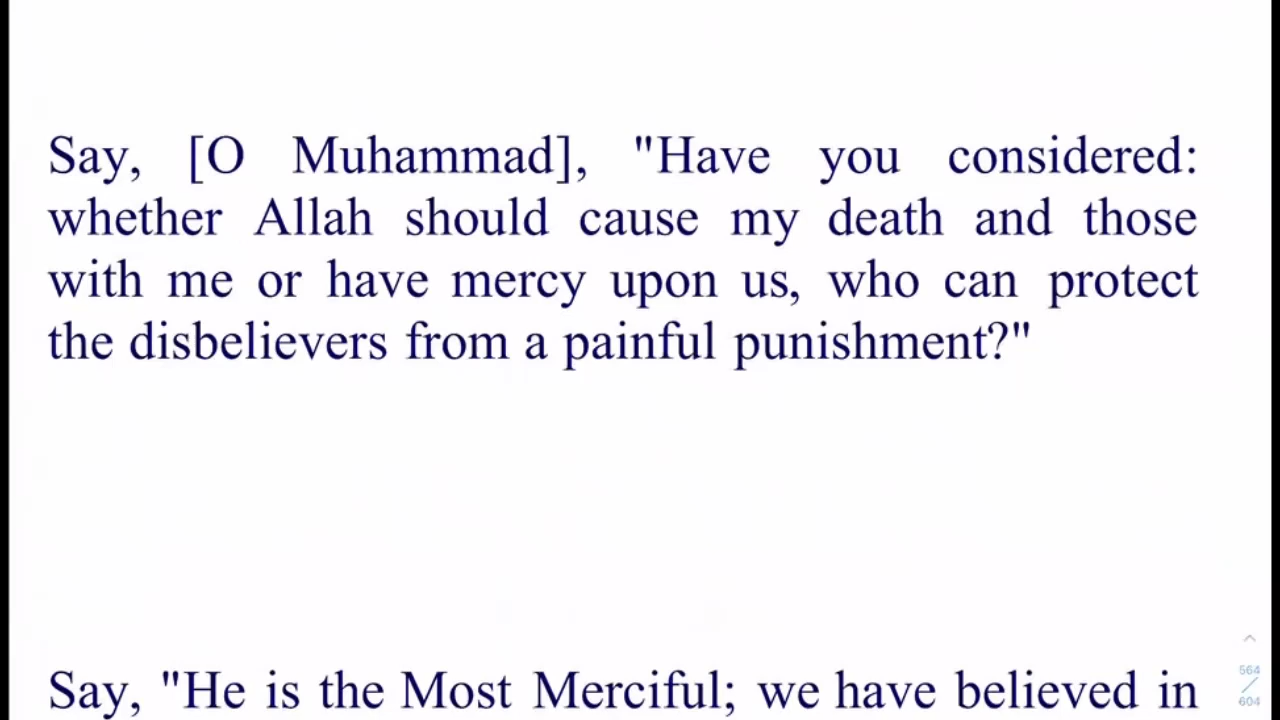 Say, [O Muhammad], "Have you considered:
whether Allah should cause my death and those
with me or have mercy upon us, who can protect
the disbelievers from a painful punishment?"
564
604
Say, "He is the Most Merciful; we have believed in